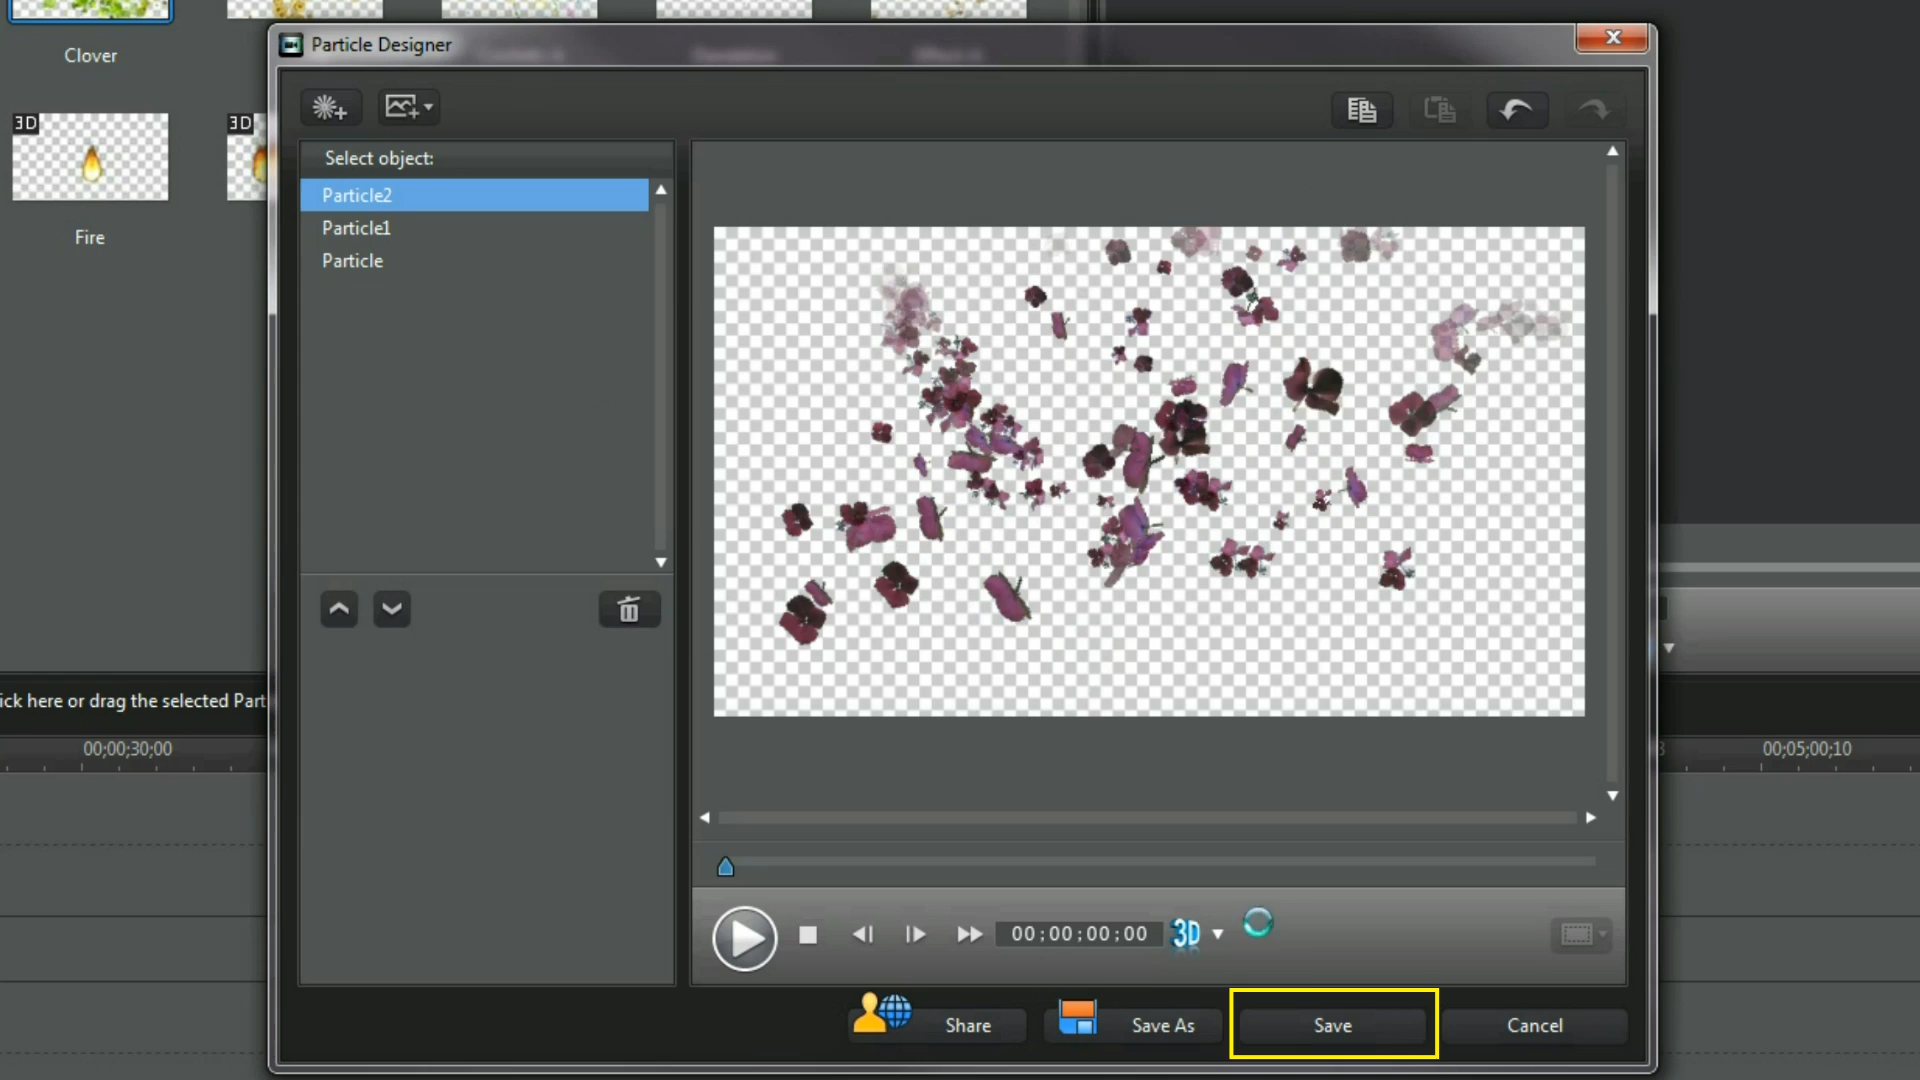 Clover
3D
3D
Fire
Particle Designer
Select object:
Particle2
Particle1
Particle
ick here or drag the selected Part
00;00;30;00
00;05;00;10
00;00;00;00
3D
Share
Save As
Save
Cancel